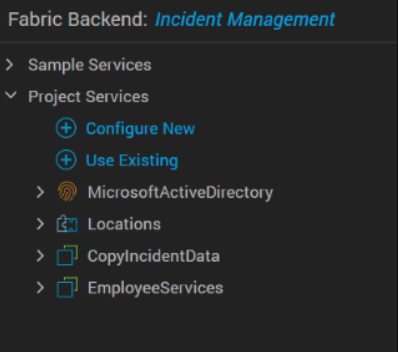 Fabric Backend: Incident Management
Sample Services
Project Services
Configure New
Use Existing
MicrosoftActiveDirectory
Locations
CopyIncidentData
EmployeeServices